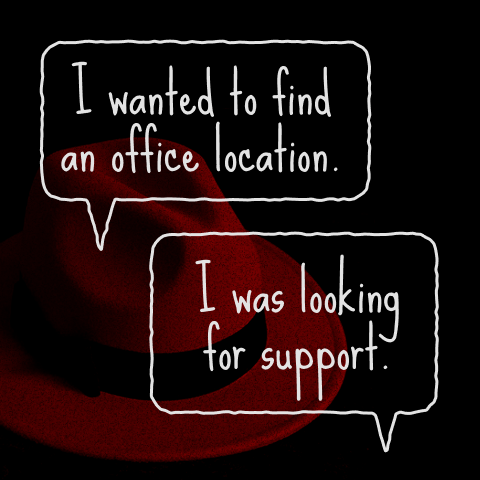 I wanted to find
an office location.
I was looking
for support.